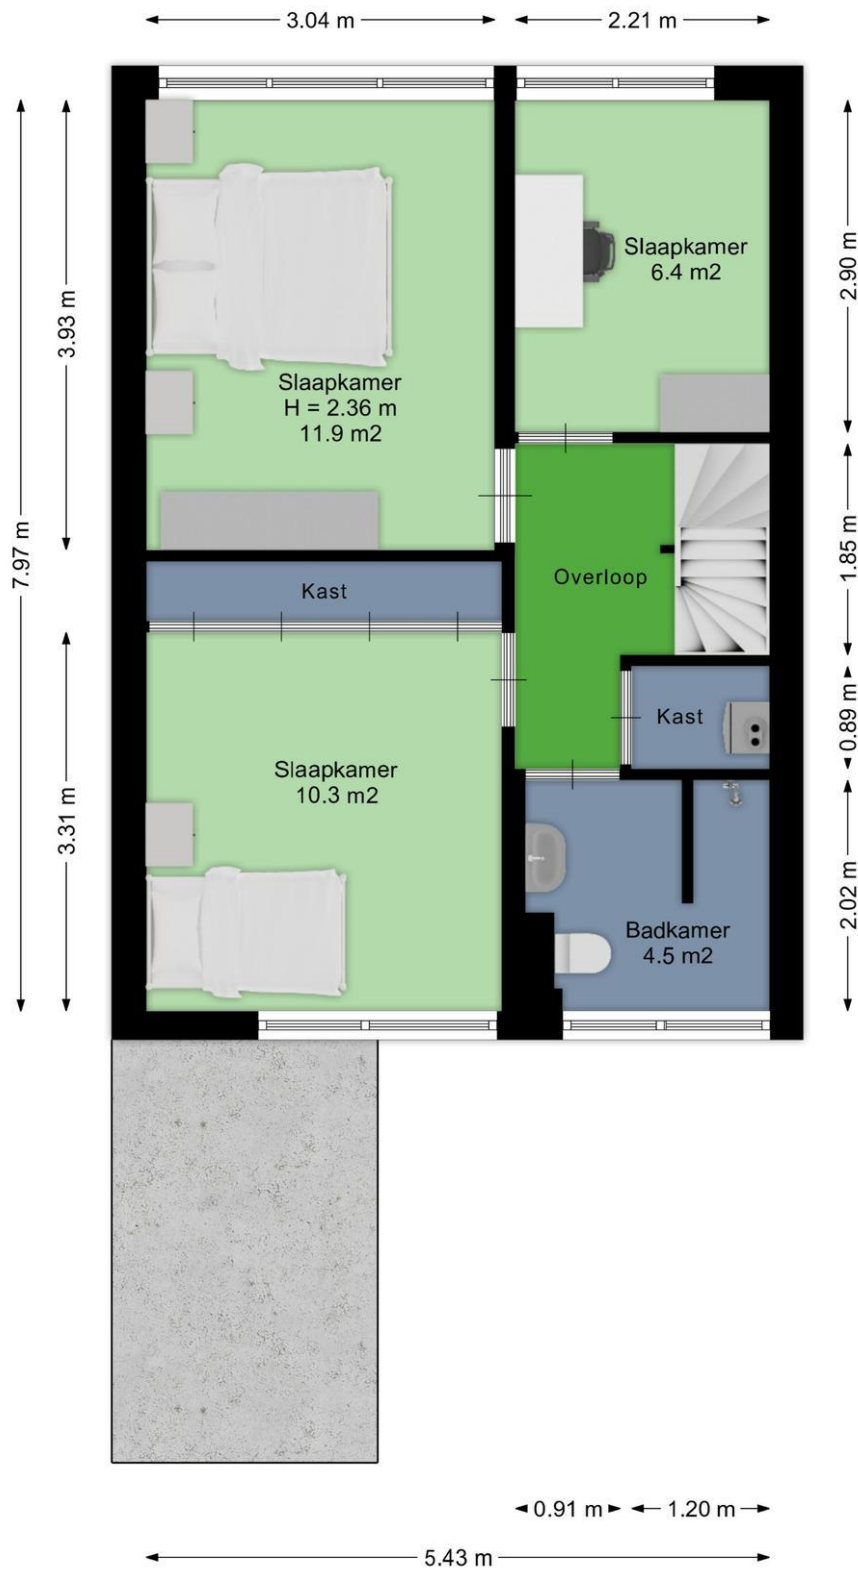 3.04 m
2.21 m
7.97 m
3.93 m
3.31 m
2.90 m
1.85 m
0.89 m
2.02 m
Slaapkamer
6.4 m2
Slaapkamer
H = 2.36 m
11.9 m2
Overloop
Kast
Kast
Slaapkamer
10.3 m2
Badkamer
4.5 m2
0.91 m
1.20 m
5.43 m